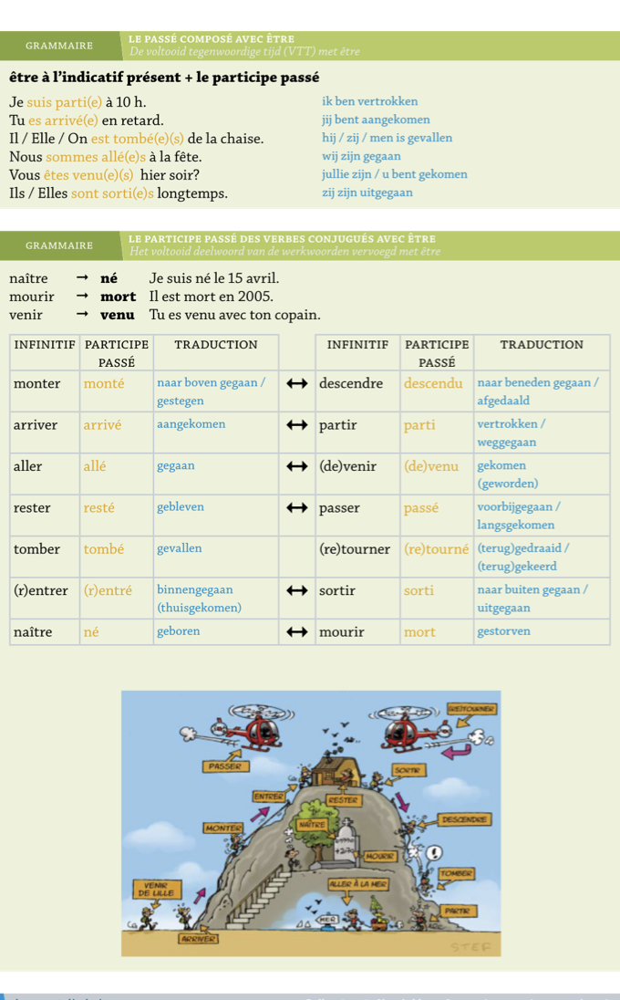 GRAMMAIRE
LE PASSÉ COMPOSÉ AVEC ÊTRE
De voltooid tegenwoordige tijd (VTT) met être
être à l’indicatif présent + le participe passé
Je suis parti(e) à 10 h. ik ben vertrokken
Tu es arrivé(e) en retard. jij bent aangekomen
Il / Elle / On est tombé(e)(s) de la chaise. hij / zij / men is gevallen
Nous sommes allé(e)s à la fête. wij zijn gegaan
Vous êtes venu(e)(s) hier soir? jullie zijn / u bent gekomen
Ils / Elles sont sorti(e)s longtemps. zij zijn uitgegaan
GRAMMAIRE
LE PARTICIPE PASSÉ DES VERBES CONJUGUÉS AVEC ÊTRE
Het voltooid deelwoord van de werkwoorden vervoegd met être
naître → né Je suis né le 15 avril.
mourir → mort Il est mort en 2005.
venir → venu Tu es venu avec ton copain.
INFINITIF PARTICIPE TRADUCTION INFINITIF PARTICIPE TRADUCTION
PASSÉ PASSÉ
monter monté naar boven gegaan / ↔ descendre descendu naar beneden gegaan /
gestegen afgedaald
arriver arrivé aangekomen ↔ partir parti vertrokken /
weggegaan
aller allé gegaan ↔ (de)venir (de)venu gekomen
(geworden)
rester resté gebleven ↔ passer passé voorbijgegaan /
langsgekomen
tomber tombé gevallen (re)tourner (re)tourné (terug)gedraaid /
(terug)gekeerd
(r)entrer (r)entré binnengegaan ↔ sortir sorti naar buiten gegaan /
(thuisgekomen) uitgegaan
naître né geboren ↔ mourir mort gestorven
(RE)TOURNER
PASSER
SORTIR
ENTRER
RESTER
DESCENDRE
NAÎTRE
MONTER
MOURIR
TOMBER
ALLER À LA MER
VENIR
DE LILLE
PARTIR
MER
ARRIVER
STEF